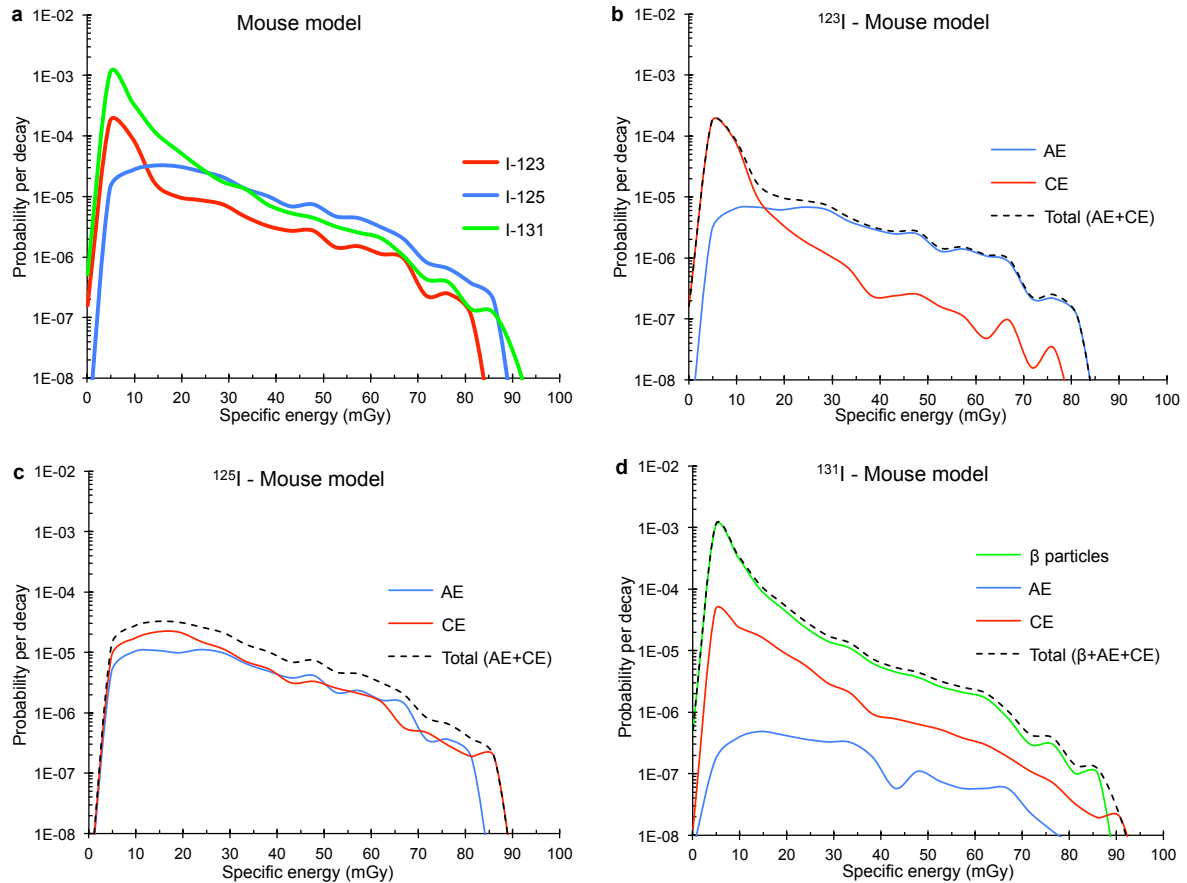 a
Mouse model
Probability per decay
1E-02
1E-03
1E-04
1E-05
1E-06
1E-07
1E-08
I-123
I-125
I-131
0 10 20 30 40 50 60 70 80 90 100
Specific energy (mGy)
b
¹²³I - Mouse model
Probability per decay
1E-02
1E-03
1E-04
1E-05
1E-06
1E-07
1E-08
AE
CE
Total (AE+CE)
0 10 20 30 40 50 60 70 80 90 100
Specific energy (mGy)
c
¹²⁵I - Mouse model
Probability per decay
1E-02
1E-03
1E-04
1E-05
1E-06
1E-07
1E-08
AE
CE
Total (AE+CE)
0 10 20 30 40 50 60 70 80 90 100
Specific energy (mGy)
d
¹³¹I - Mouse model
Probability per decay
1E-02
1E-03
1E-04
1E-05
1E-06
1E-07
1E-08
β particles
AE
CE
Total (β+AE+CE)
0 10 20 30 40 50 60 70 80 90 100
Specific energy (mGy)